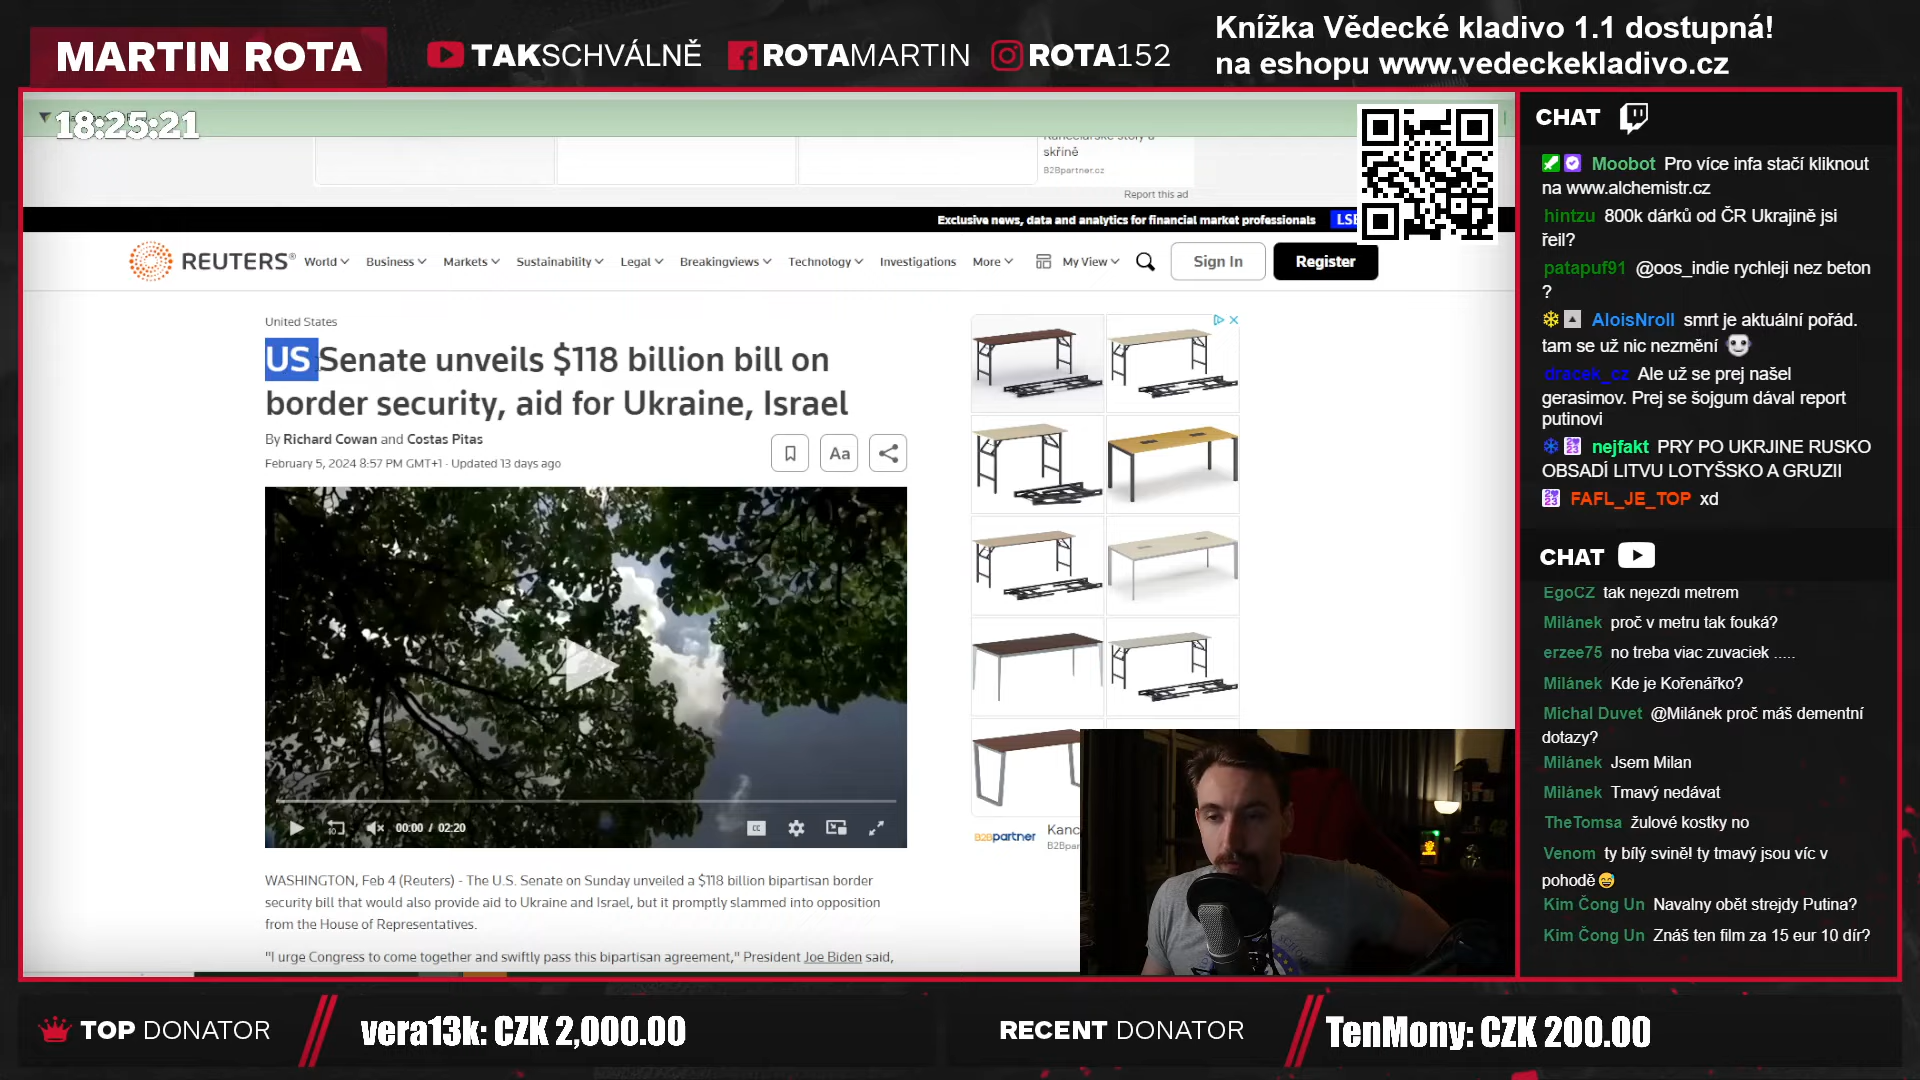 MARTIN ROTA
TAKSCHVÁLNĚ
ROTAMARTIN
ROTA152
Knížka Vědecké kladivo 1.1 dostupná!
na eshopu www.vedeckekladivo.cz
18:25:21
skříně
B2Bpartner.cz
Report this ad
Exclusive news, data and analytics for financial market professionals
REUTERS®
World
Business
Markets
Sustainability
Legal
Breakingviews
Technology
Investigations
More
My View
Sign In
Register
United States
US Senate unveils $118 billion bill on
border security, aid for Ukraine, Israel
By Richard Cowan and Costas Pitas
February 5, 2024 8:57 PM GMT+1 · Updated 13 days ago
Aa
10
00:00 / 02:20
CC
B2Bpartner
WASHINGTON, Feb 4 (Reuters) - The U.S. Senate on Sunday unveiled a $118 billion bipartisan border
security bill that would also provide aid to Ukraine and Israel, but it promptly slammed into opposition
from the House of Representatives.
"I urge Congress to come together and swiftly pass this bipartisan agreement," President Joe Biden said,
CHAT
Moobot Pro více infa stačí kliknout
na www.alchemistr.cz
hintzu 800k dárků od ČR Ukrajině jsi
řeil?
patapuf91 @oos_indie rychleji nez beton
?
AloisNroll smrt je aktuální pořád.
tam se už nic nezmění
dracek_cz Ale už se prej našel
gerasimov. Prej se šojgum dával report
putinovi
nejfakt PRY PO UKRJINE RUSKO
OBSADÍ LITVU LOTYŠSKO A GRUZII
FAFL_JE_TOP xd
CHAT
EgoCZ tak nejezdi metrem
Milánek proč v metru tak fouká?
erzee75 no treba viac zuvaciek .....
Milánek Kde je Kořenářko?
Michal Duvet @Milánek proč máš dementní
dotazy?
Milánek Jsem Milan
Milánek Tmavý nedávat
TheTomsa žulové kostky no
Venom ty bílý svině! ty tmavý jsou víc v
pohodě
Kim Čong Un Navalny obět strejdy Putina?
Kim Čong Un Znáš ten film za 15 eur 10 dír?
TOP DONATOR
vera13k: CZK 2,000.00
RECENT DONATOR
TenMony: CZK 200.00